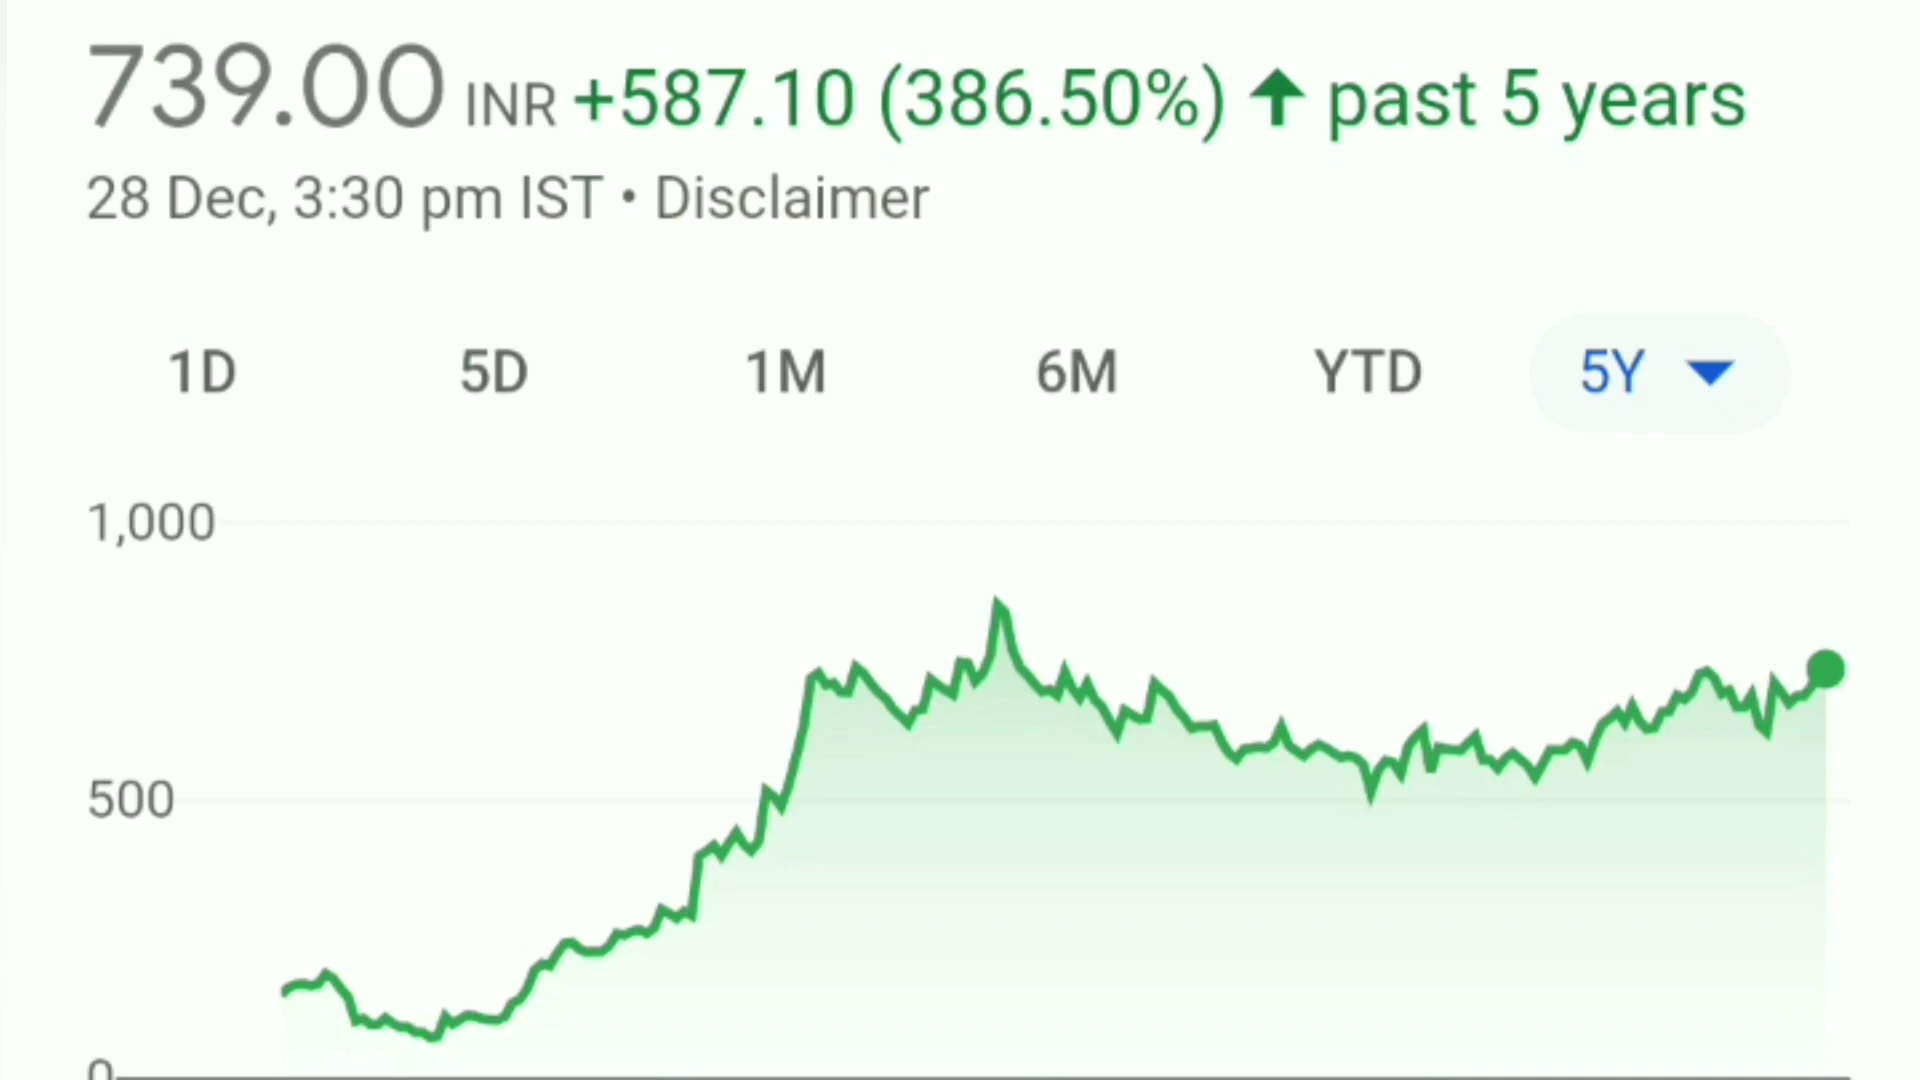 739.00 INR +587.10 (386.50%) ↑ past 5 years
28 Dec, 3:30 pm IST • Disclaimer
1D 5D 1M 6M YTD 5Y
1,000
500
0